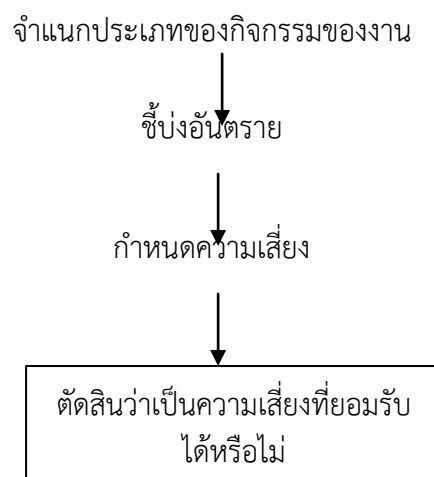 จำแนกประเภทของกิจกรรมของงาน
ชี้บ่งอันตราย
กำหนดความเสี่ยง
ตัดสินว่าเป็นความเสี่ยงที่ยอมรับ
ได้หรือไม่